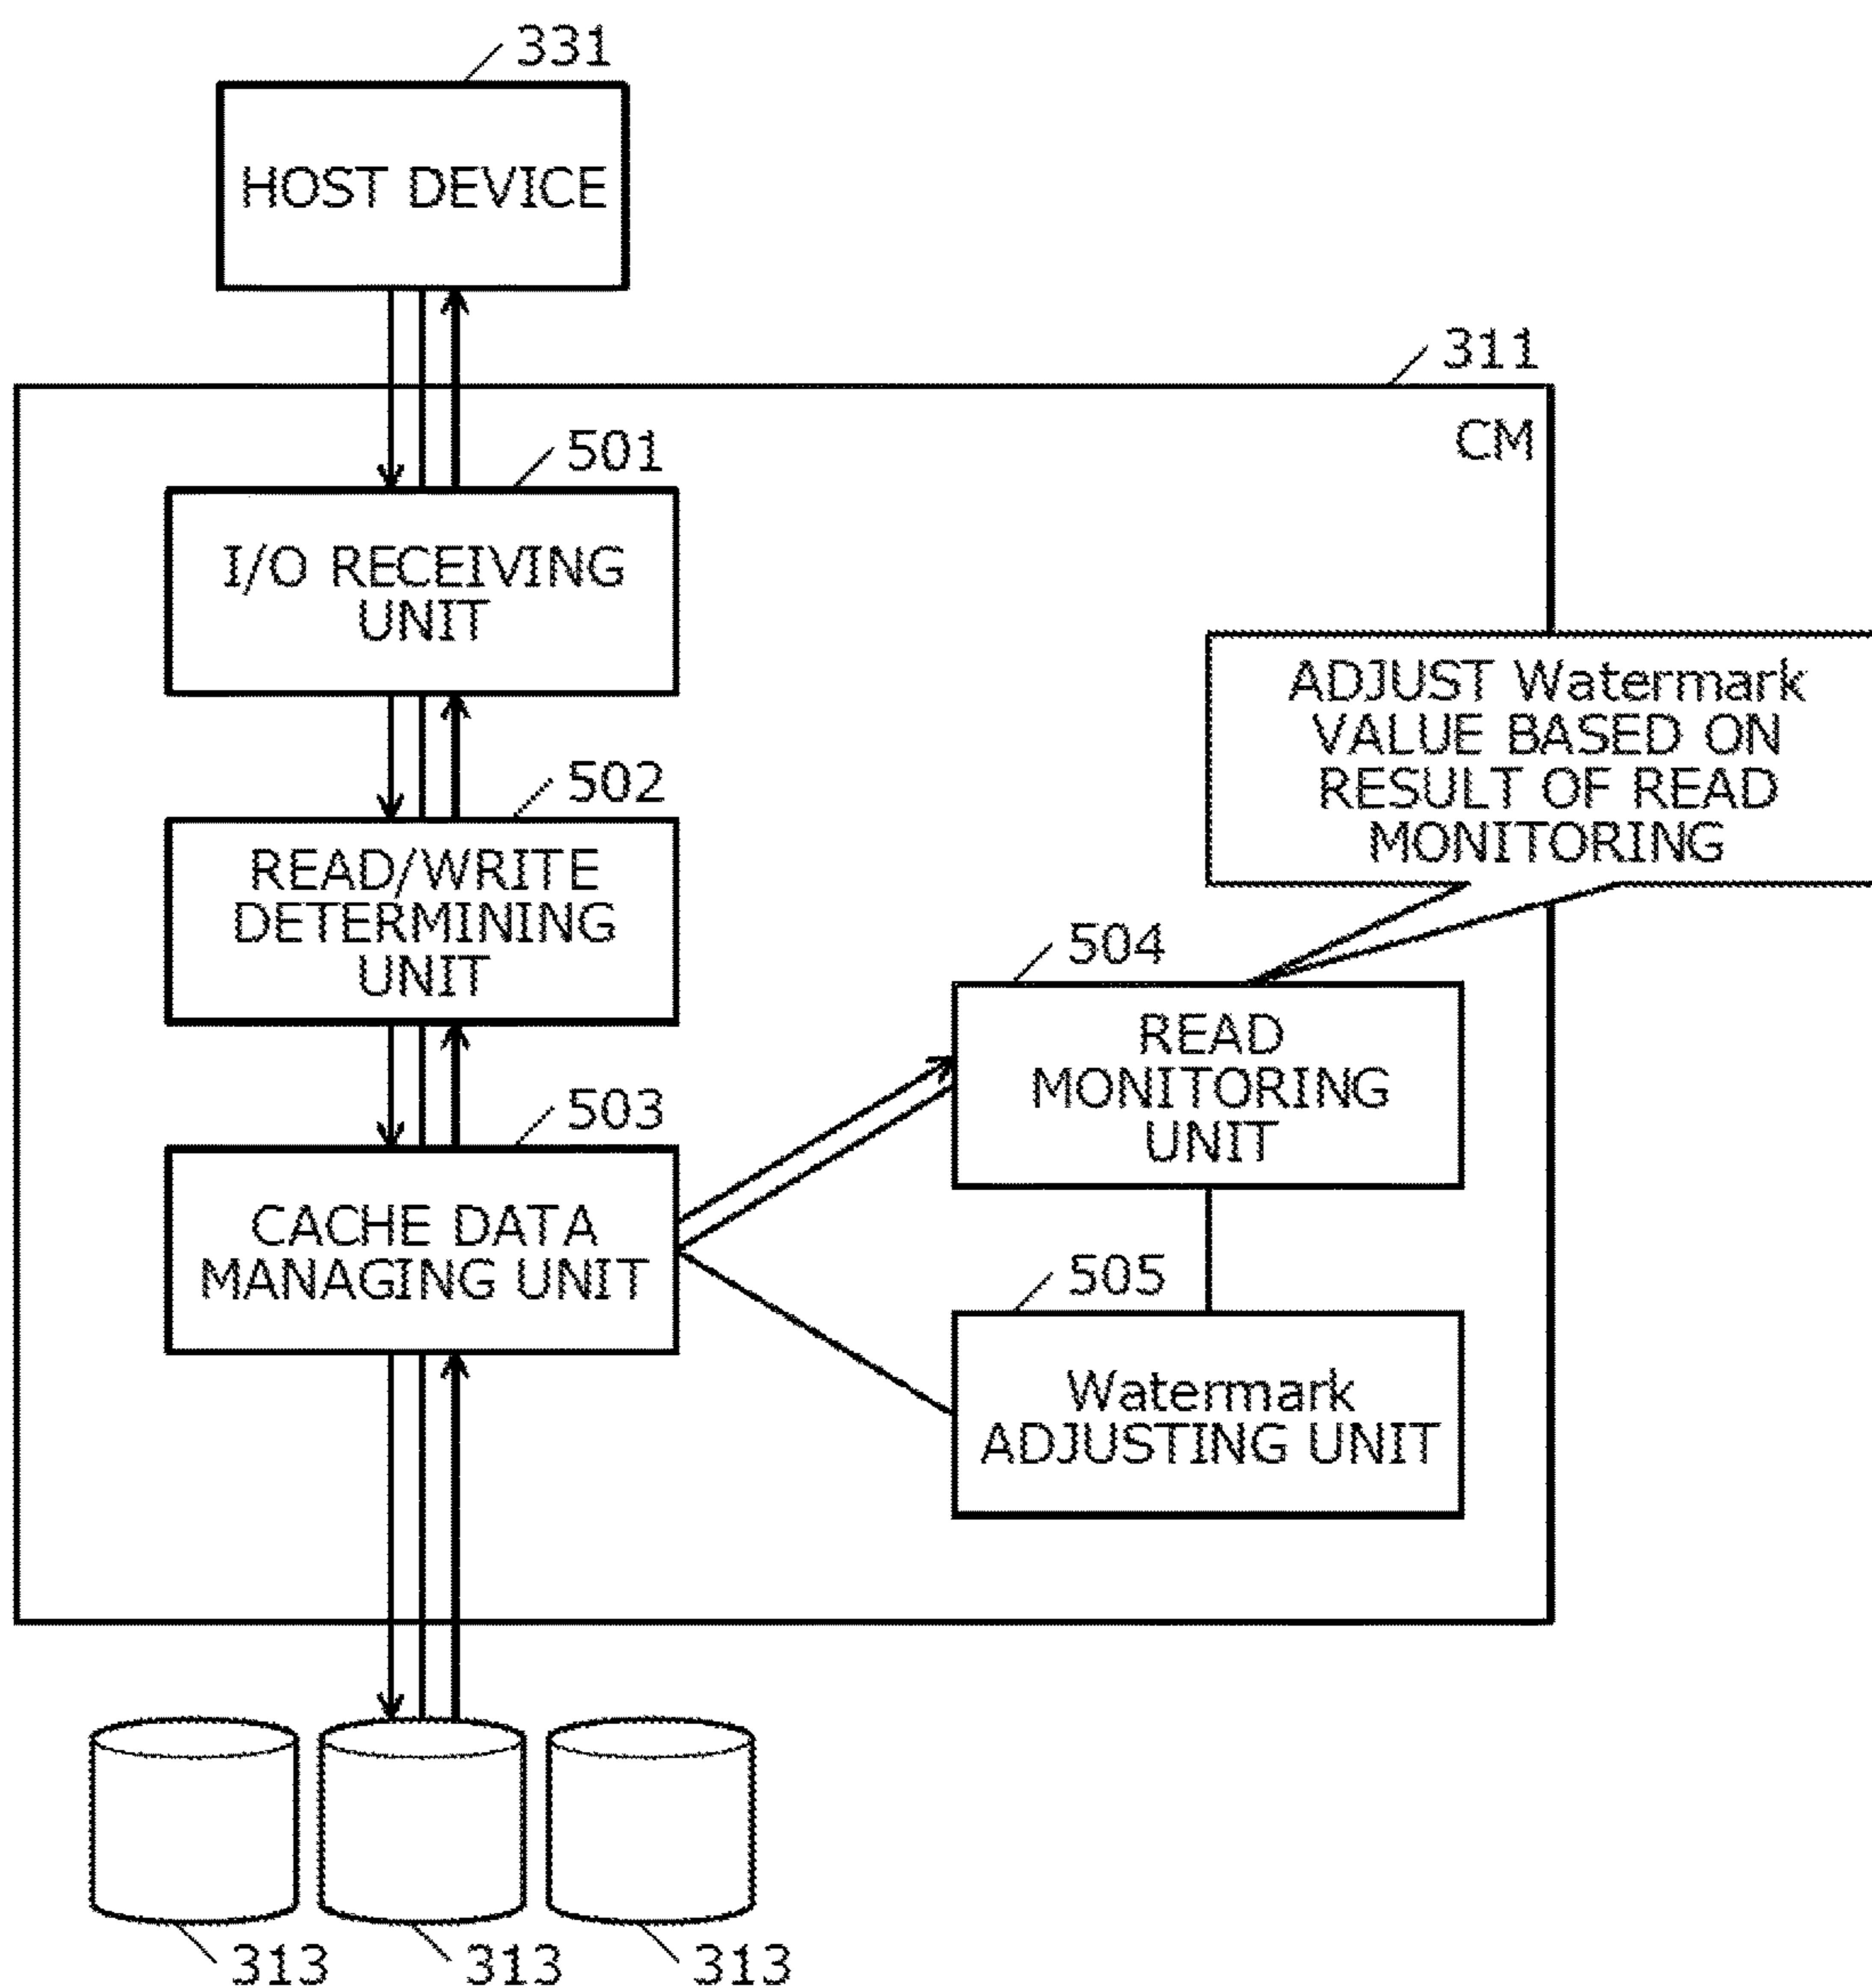 331
HOST DEVICE
311
CM
501
I/O RECEIVING
UNIT
ADJUST Watermark
VALUE BASED ON
RESULT OF READ
MONITORING
502
READ/WRITE
DETERMINING
UNIT
504
READ
MONITORING
UNIT
503
CACHE DATA
MANAGING UNIT
505
Watermark
ADJUSTING UNIT
313
313
313